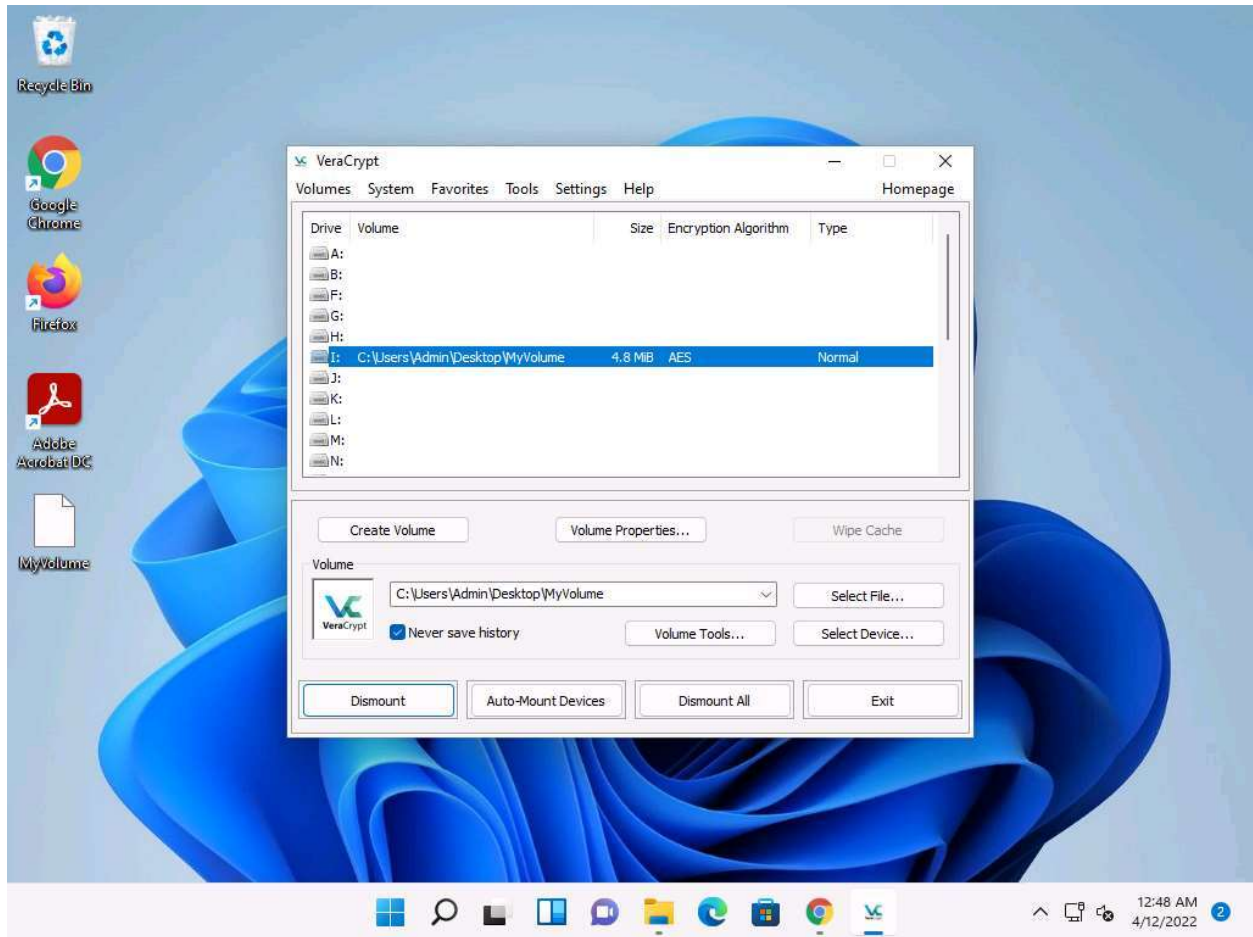 Recycle Bin
Google
Chrome
Firefox
Adobe
Acrobat DC
MyVolume
VeraCrypt
Volumes System Favorites Tools Settings Help Homepage
Drive Volume Size Encryption Algorithm Type
A:
B:
F:
G:
H:
I: C:\Users\Admin\Desktop\MyVolume 4.8 MiB AES Normal
J:
K:
L:
M:
N:
Create Volume Volume Properties... Wipe Cache
Volume
C:\Users\Admin\Desktop\MyVolume Select File...
VeraCrypt
Never save history Volume Tools... Select Device...
Dismount Auto-Mount Devices Dismount All Exit
12:48 AM
4/12/2022
2